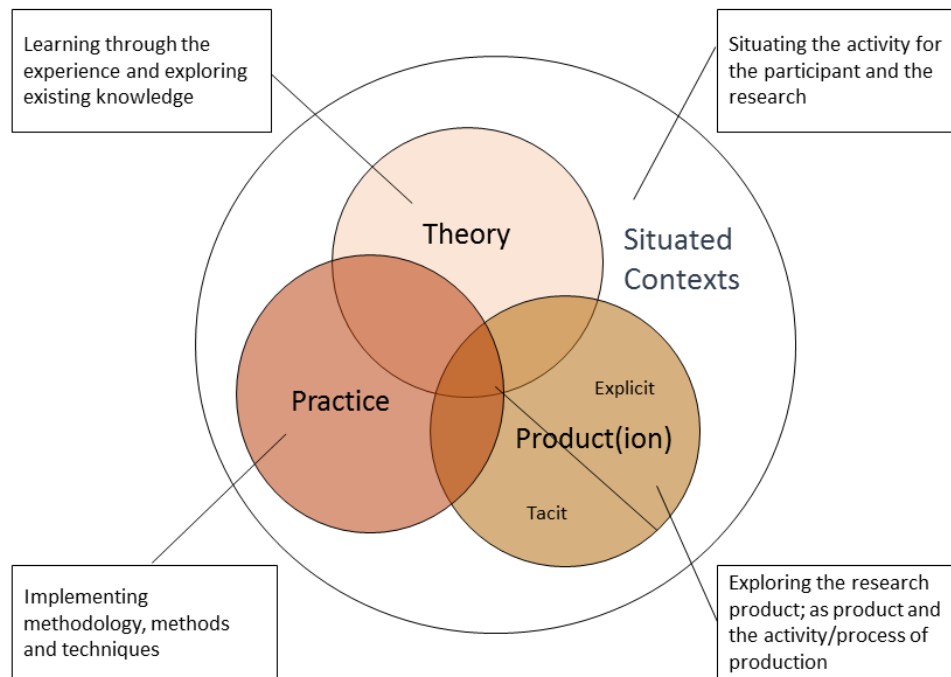 Learning through the
experience and exploring
existing knowledge
Situating the activity for
the participant and the
research
Theory
Situated
Contexts
Explicit
Practice
Product(ion)
Tacit
Implementing
methodology, methods
and techniques
Exploring the research
product; as product and
the activity/process of
production